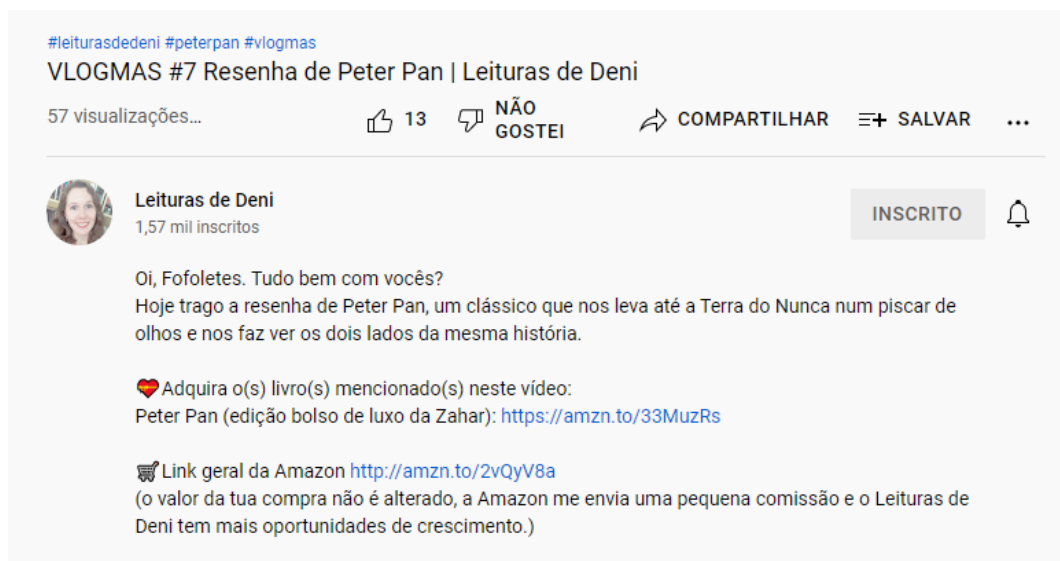 #leiturasdedeni #peterpan #vlogmas
VLOGMAS #7 Resenha de Peter Pan | Leituras de Deni
57 visualizações...
13
NÃO
GOSTEI
COMPARTILHAR
SALVAR
...
Leituras de Deni
1,57 mil inscritos
INSCRITO
Oi, Fofoletes. Tudo bem com vocês?
Hoje trago a resenha de Peter Pan, um clássico que nos leva até a Terra do Nunca num piscar de
olhos e nos faz ver os dois lados da mesma história.
💝Adquira o(s) livro(s) mencionado(s) neste vídeo:
Peter Pan (edição bolso de luxo da Zahar): https://amzn.to/33MuzRs
🛒Link geral da Amazon http://amzn.to/2vQyV8a
(o valor da tua compra não é alterado, a Amazon me envia uma pequena comissão e o Leituras de
Deni tem mais oportunidades de crescimento.)